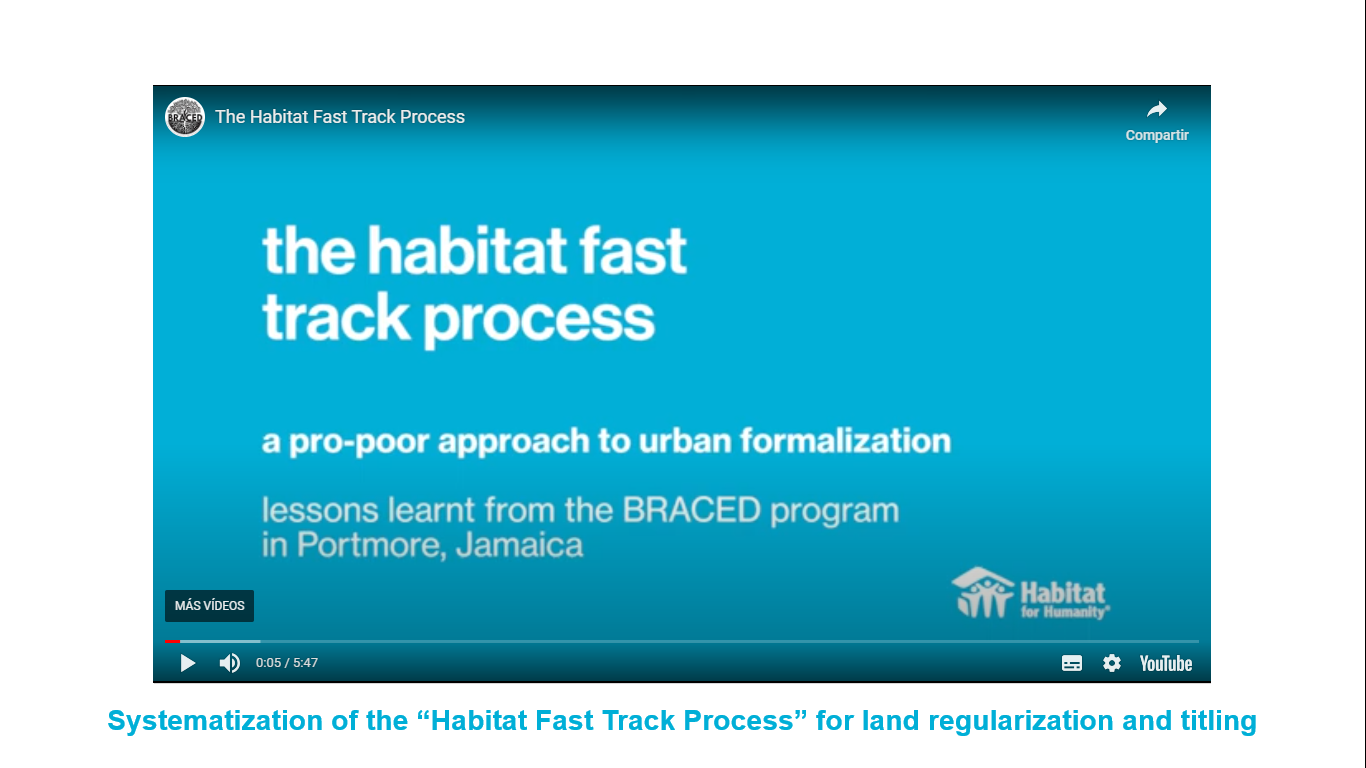 BRACED
The Habitat Fast Track Process
Compartir
the habitat fast
track process
a pro-poor approach to urban formalization
lessons learnt from the BRACED program
in Portmore, Jamaica
Habitat
for Humanity®
MÁS VÍDEOS
0:05 / 5:47
YouTube
Systematization of the “Habitat Fast Track Process” for land regularization and titling